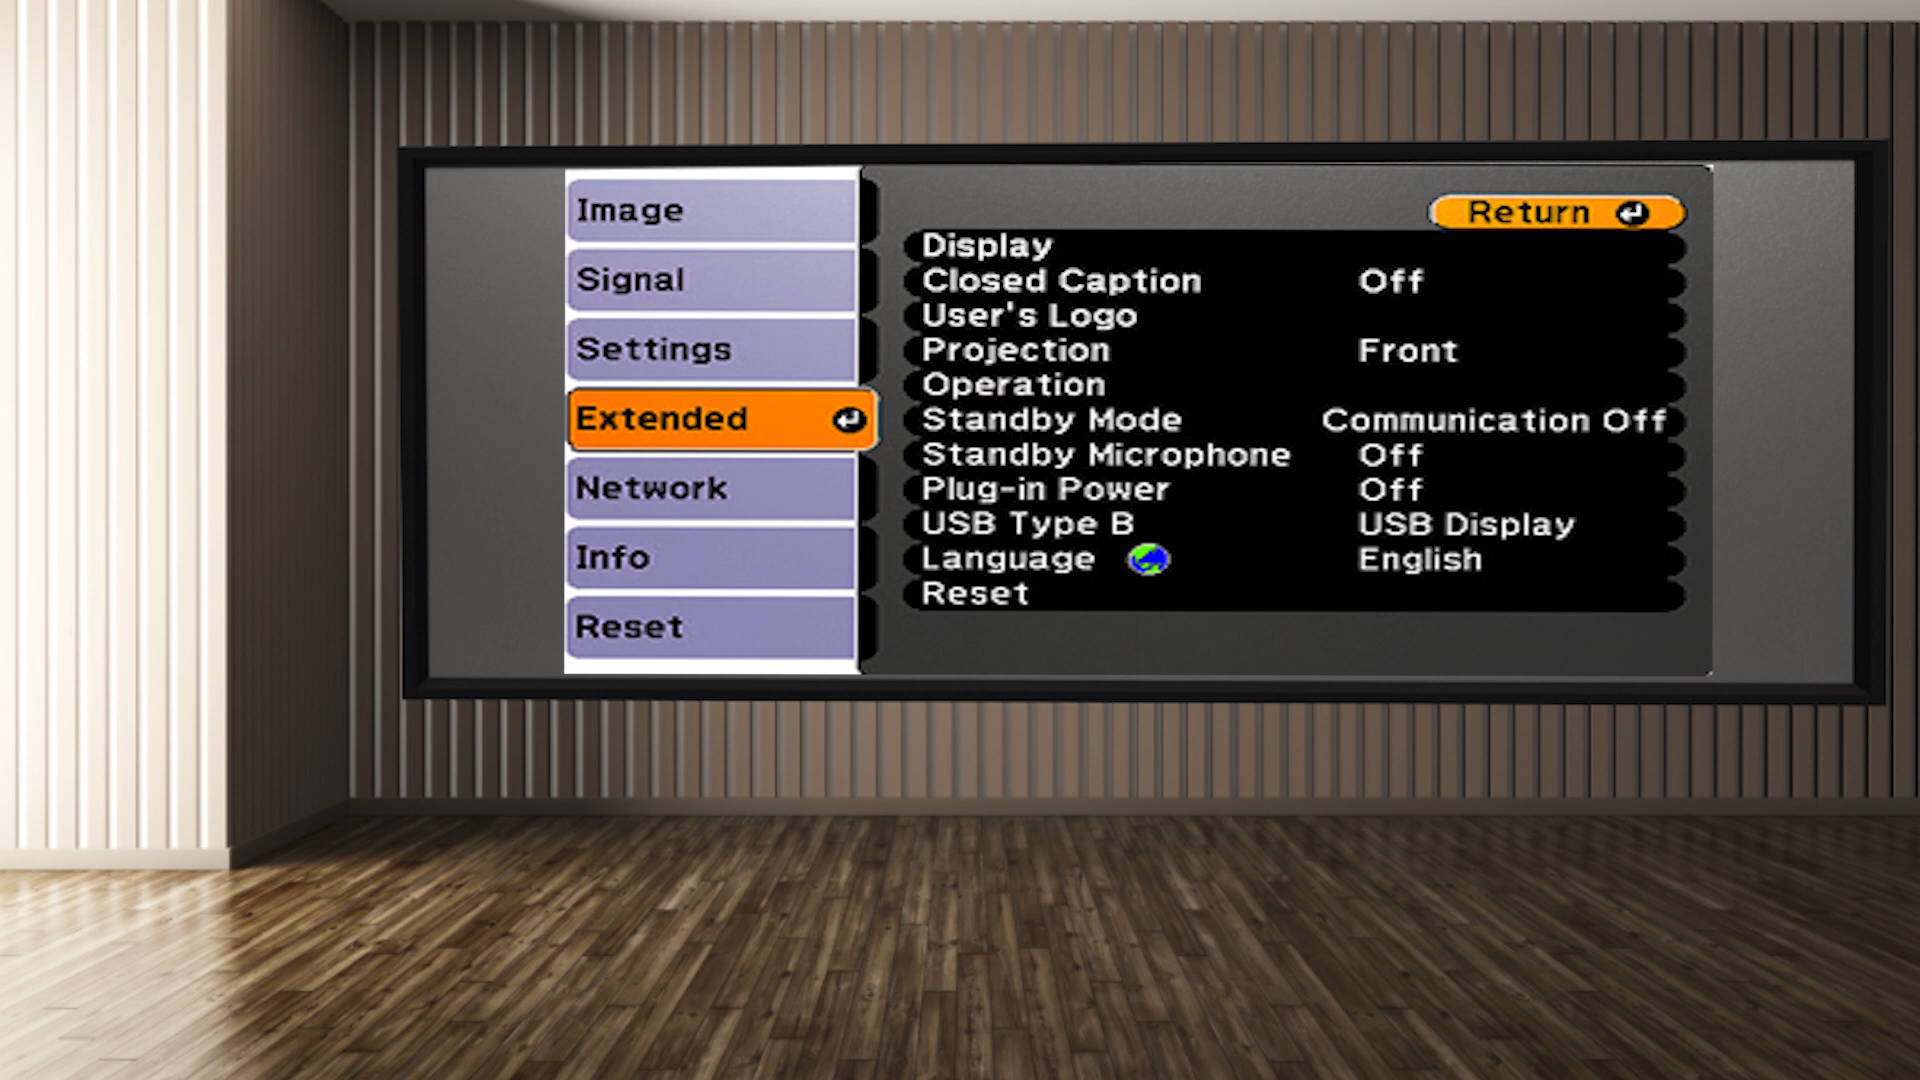 Image
Signal
Settings
Extended
Network
Info
Reset
Return
Display
Closed Caption Off
User's Logo
Projection Front
Operation
Standby Mode Communication Off
Standby Microphone Off
Plug-in Power Off
USB Type B USB Display
Language English
Reset